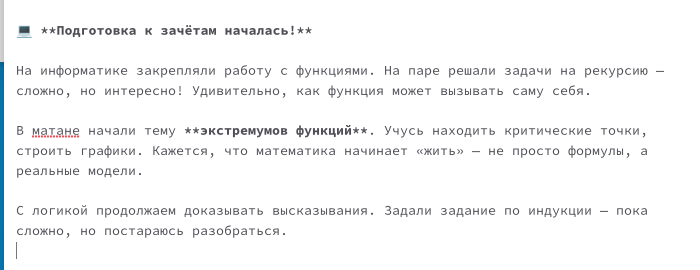 💻 **Подготовка к зачётам началась!**
На информатике закрепляли работу с функциями. На паре решали задачи на рекурсию —
сложно, но интересно! Удивительно, как функция может вызывать саму себя.
В матане начали тему **экстремумов функций**. Учусь находить критические точки,
строить графики. Кажется, что математика начинает «жить» — не просто формулы, а
реальные модели.
С логикой продолжаем доказывать высказывания. Задали задание по индукции — пока
сложно, но постараюсь разобраться.